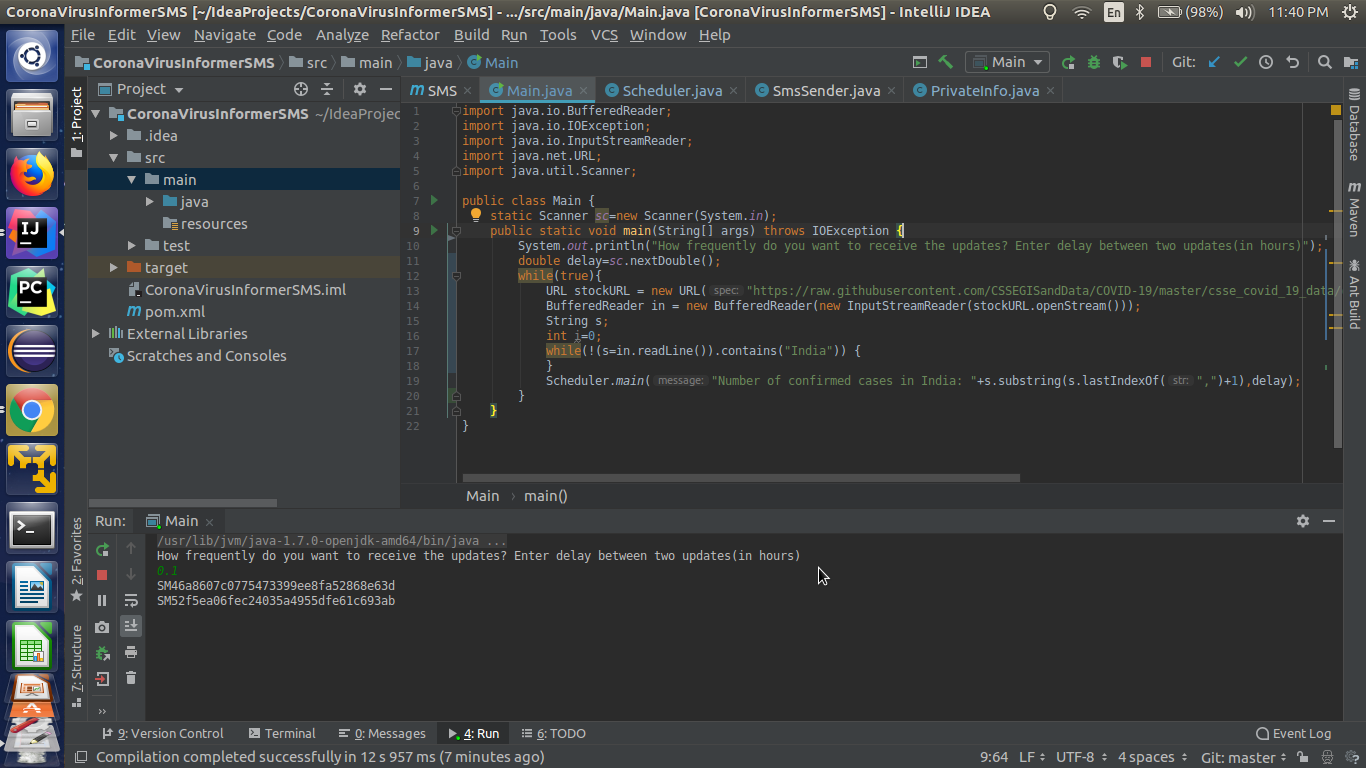 CoronaVirusInformerSMS [~/IdeaProjects/CoronaVirusInformerSMS] - .../src/main/java/Main.java [CoronaVirusInformerSMS] - IntelliJ IDEA En (98%) 11:40 PM
File Edit View Navigate Code Analyze Refactor Build Run Tools VCS Window Help
CoronaVirusInformerSMS src main java Main Main Git:
Project SMS Main.java Scheduler.java SmsSender.java PrivateInfo.java
1: Project
CoronaVirusInformerSMS ~/IdeaProjec
.idea
src
main
java
resources
test
target
CoronaVirusInformerSMS.iml
pom.xml
External Libraries
Scratches and Consoles
1 import java.io.BufferedReader;
2 import java.io.IOException;
3 import java.io.InputStreamReader;
4 import java.net.URL;
5 import java.util.Scanner;
6
7 public class Main {
8 static Scanner sc=new Scanner(System.in);
9 public static void main(String[] args) throws IOException {
10 System.out.println("How frequently do you want to receive the updates? Enter delay between two updates(in hours)");
11 double delay=sc.nextDouble();
12 while(true){
13 URL stockURL = new URL( spec: "https://raw.githubusercontent.com/CSSEGISandData/COVID-19/master/csse_covid_19_data/
14 BufferedReader in = new BufferedReader(new InputStreamReader(stockURL.openStream()));
15 String s;
16 int i=0;
17 while(!(s=in.readLine()).contains("India")) {
18 }
19 Scheduler.main( message: "Number of confirmed cases in India: "+s.substring(s.lastIndexOf( str: ",")+1),delay);
20 }
21 }
22 }
Database
Maven
Ant Build
Main › main()
Run: Main
/usr/lib/jvm/java-1.7.0-openjdk-amd64/bin/java ...
How frequently do you want to receive the updates? Enter delay between two updates(in hours)
0.1
SM46a8607c0775473399ee8fa52868e63d
SM52f5ea06fec24035a4955dfe61c693ab
2: Favorites
7: Structure
9: Version Control Terminal 0: Messages 4: Run 6: TODO Event Log
Compilation completed successfully in 12 s 957 ms (7 minutes ago) 9:64 LF UTF-8 4 spaces Git: master